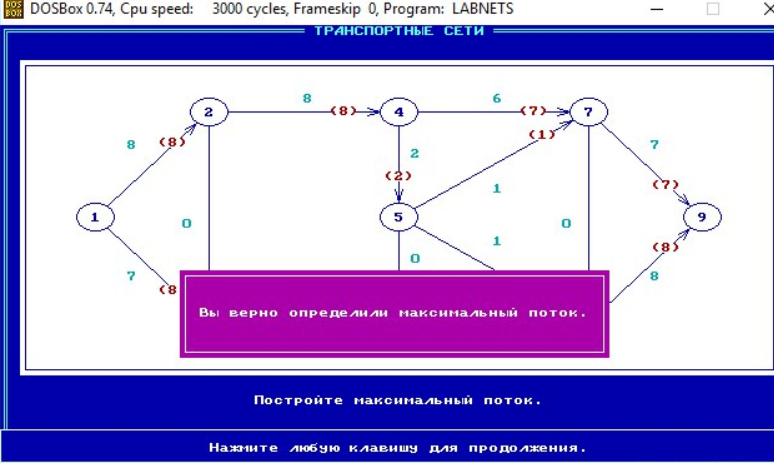 DOSBox 0.74, Cpu speed: 3000 cycles, Frameskip 0, Program: LABNETS
ТРАНСПОРТНЫЕ СЕТИ
8 6
2 (8) 4 (7) 7
8 (8) (1) 7
2
(2) 1 (7)
1 0 5 0 9
1 (8)
7 0 8
(8
Вы верно определили максимальный поток.
Постройте максимальный поток.
Нажмите любую клавишу для продолжения.